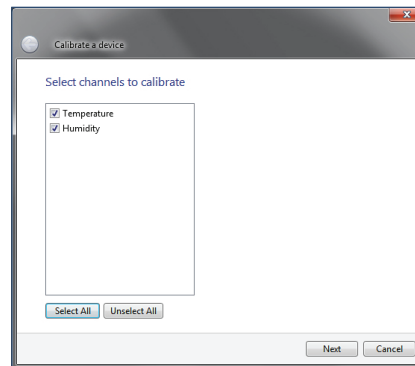 Calibrate a device
Select channels to calibrate
Temperature
Humidity
Select All Unselect All
Next Cancel